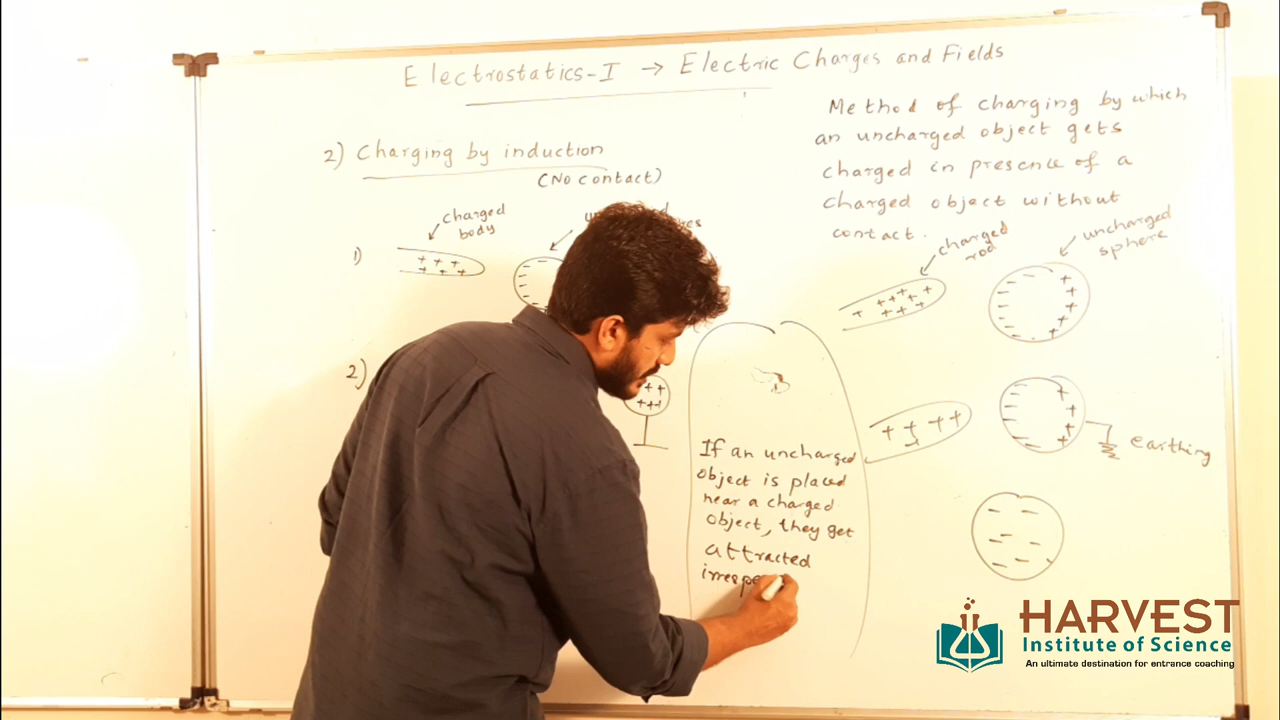 Electrostatics-I → Electric Charges and Fields
2) Charging by induction
(No contact)
charged
body
1)
2)
If an uncharged
object is placed
near a charged
object, they get
attracted
Method of charging by which
an uncharged object gets
charged in presence of a
charged object without
contact.
charged
rod
uncharged
sphere
earthing
HARVEST
Institute of Science
An ultimate destination for entrance coaching